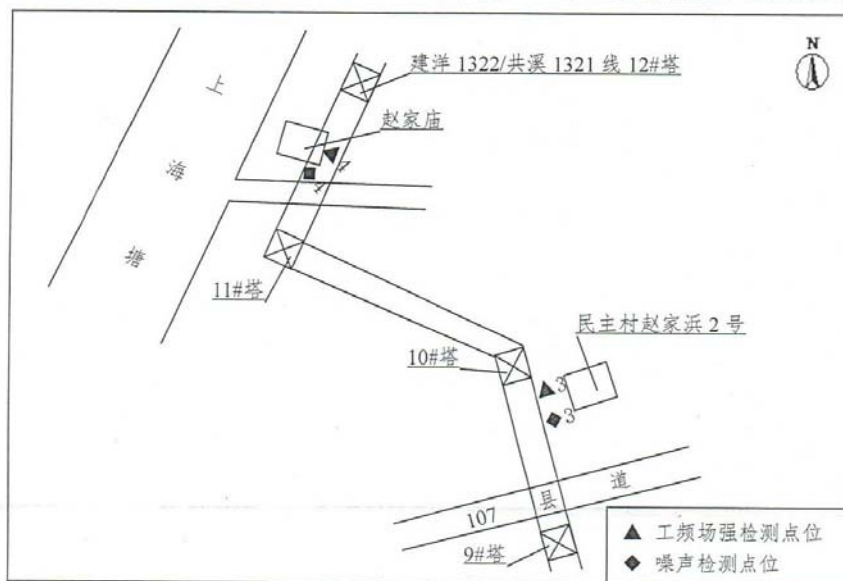 N
建洋 1322/共溪 1321 线 12#塔
赵家庙
上海塘
4
4
11#塔
民主村赵家浜 2 号
10#塔
3
3
107 县道
9#塔
▲ 工频场强检测点位
◆ 噪声检测点位